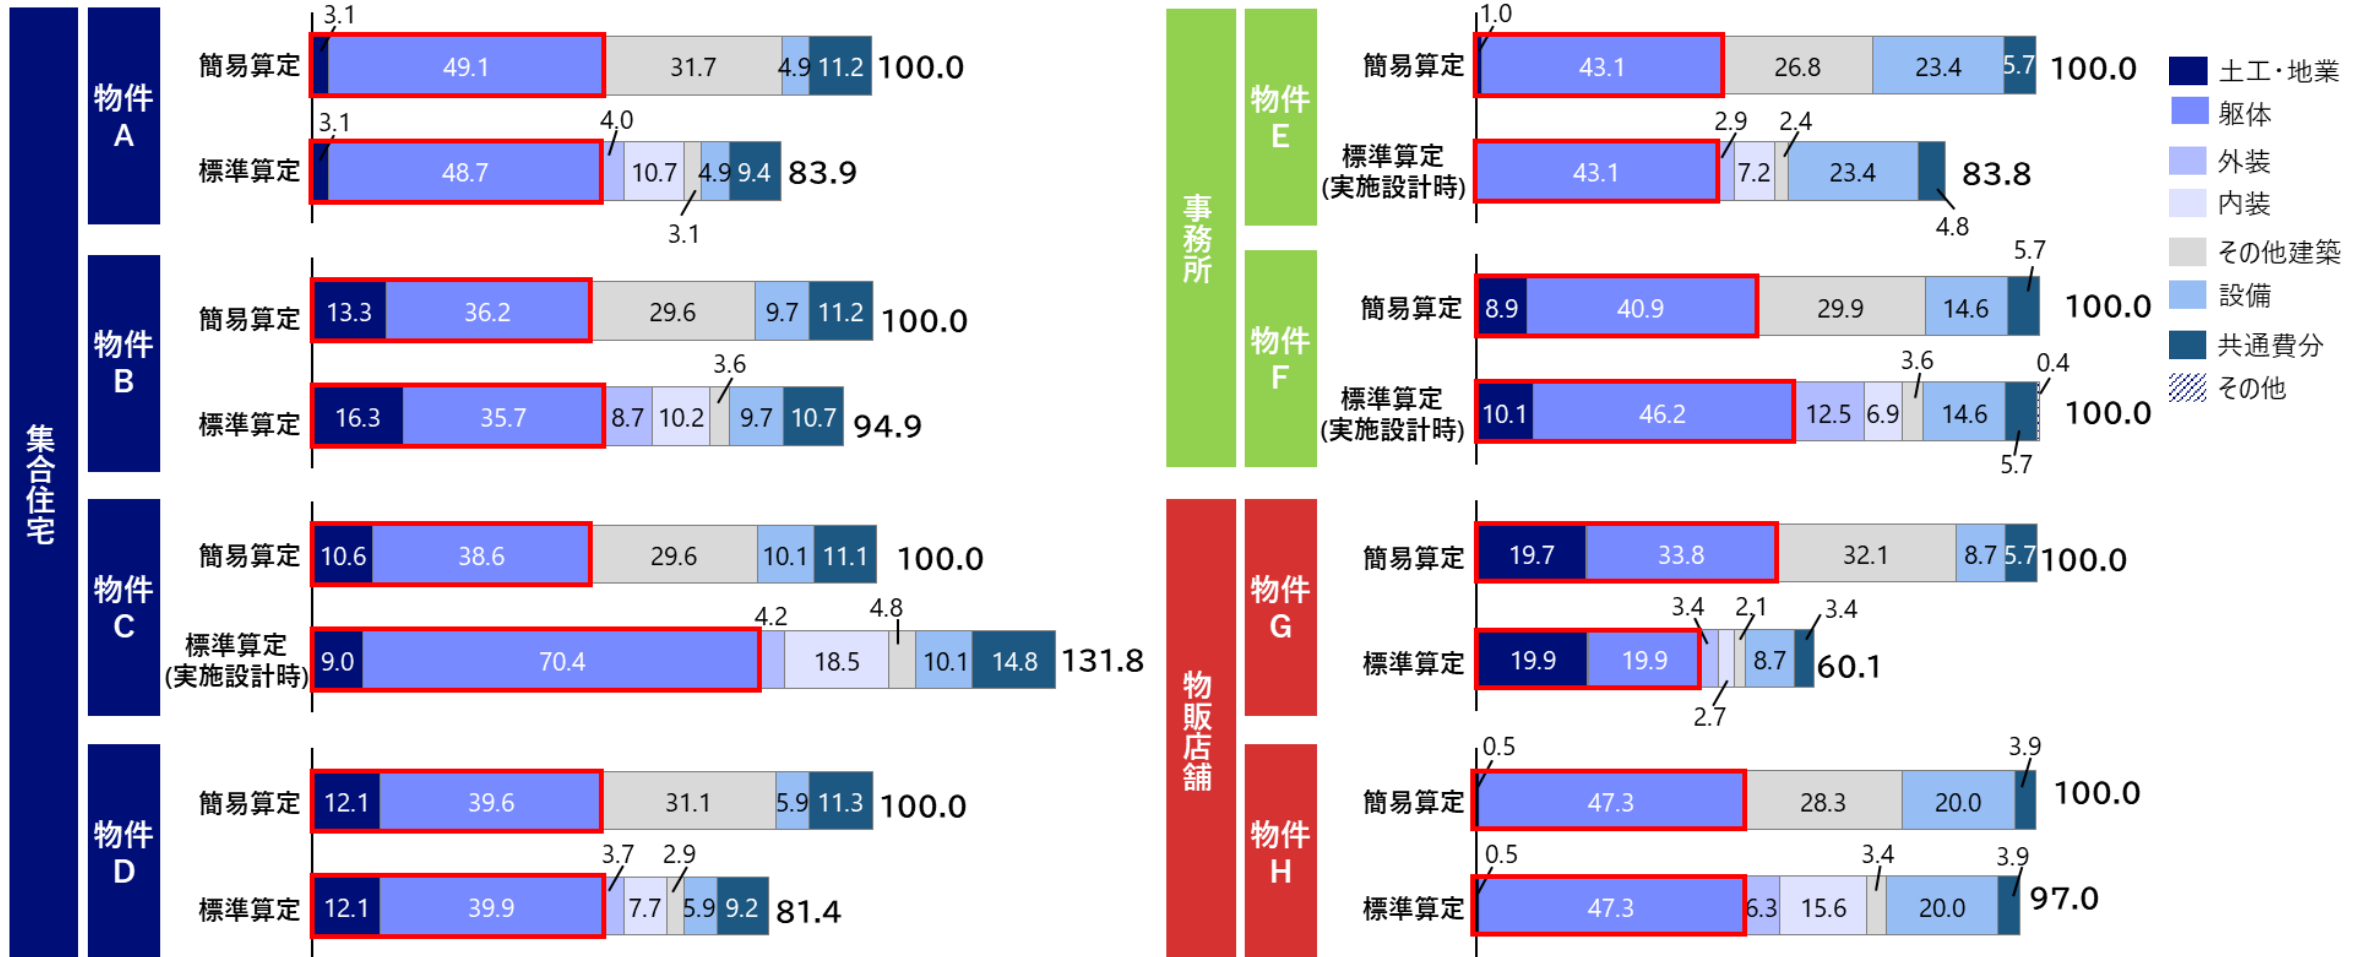 集合住宅
物件
A
簡易算定
3.1
49.1
31.7
4.9
11.2
100.0
標準算定
3.1
48.7
4.0
10.7
3.1
4.9
9.4
83.9
物件
B
簡易算定
13.3
36.2
29.6
9.7
11.2
100.0
標準算定
16.3
35.7
8.7
10.2
3.6
9.7
10.7
94.9
物件
C
簡易算定
10.6
38.6
29.6
10.1
11.1
100.0
標準算定
(実施設計時)
9.0
70.4
4.2
18.5
4.8
10.1
14.8
131.8
物件
D
簡易算定
12.1
39.6
31.1
5.9
11.3
100.0
標準算定
12.1
39.9
3.7
7.7
2.9
5.9
9.2
81.4
事務所
物件
E
簡易算定
1.0
43.1
26.8
23.4
5.7
100.0
標準算定
(実施設計時)
43.1
2.9
7.2
2.4
23.4
4.8
83.8
物件
F
簡易算定
8.9
40.9
29.9
14.6
5.7
100.0
標準算定
(実施設計時)
10.1
46.2
12.5
6.9
3.6
14.6
5.7
0.4
100.0
物販店舗
物件
G
簡易算定
19.7
33.8
32.1
8.7
5.7
100.0
標準算定
19.9
19.9
3.4
2.7
2.1
8.7
3.4
60.1
物件
H
簡易算定
0.5
47.3
28.3
20.0
3.9
100.0
標準算定
0.5
47.3
6.3
15.6
3.4
20.0
3.9
97.0
土工・地業
躯体
外装
内装
その他建築
設備
共通費分
その他